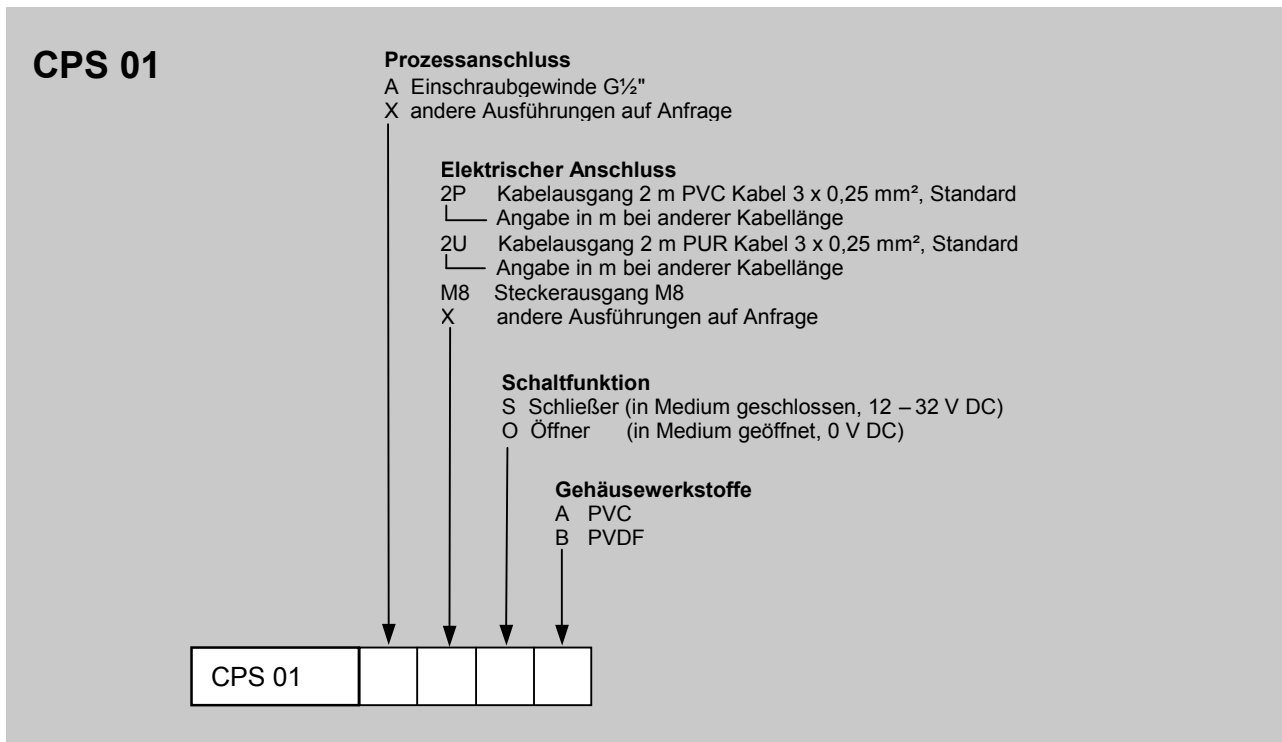 CPS 01
Prozessanschluss
A Einschraubgewinde G½"
X andere Ausführungen auf Anfrage
Elektrischer Anschluss
2P Kabelausgang 2 m PVC Kabel 3 x 0,25 mm², Standard
Angabe in m bei anderer Kabellänge
2U Kabelausgang 2 m PUR Kabel 3 x 0,25 mm², Standard
Angabe in m bei anderer Kabellänge
M8 Steckerausgang M8
X andere Ausführungen auf Anfrage
Schaltfunktion
S Schließer (in Medium geschlossen, 12 – 32 V DC)
O Öffner (in Medium geöffnet, 0 V DC)
Gehäusewerkstoffe
A PVC
B PVDF
CPS 01